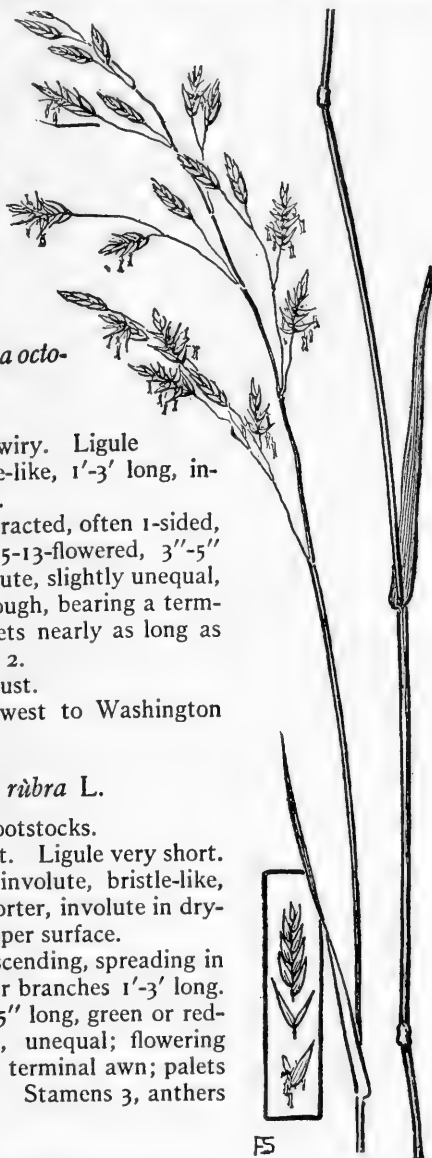 a octo-
wiry. Ligule
e-like, 1'-3' long, in-
racted, often 1-sided,
5-13-flowered, 3"-5"
ute, slightly unequal,
ough, bearing a term-
ets nearly as long as
2.
ust.
west to Washington
rùbra L.
ootstocks.
t. Ligule very short.
involute, bristle-like,
orter, involute in dry-
per surface.
scending, spreading in
r branches 1'-3' long.
5" long, green or red-
, unequal; flowering
terminal awn; palets
Stamens 3, anthers
FS